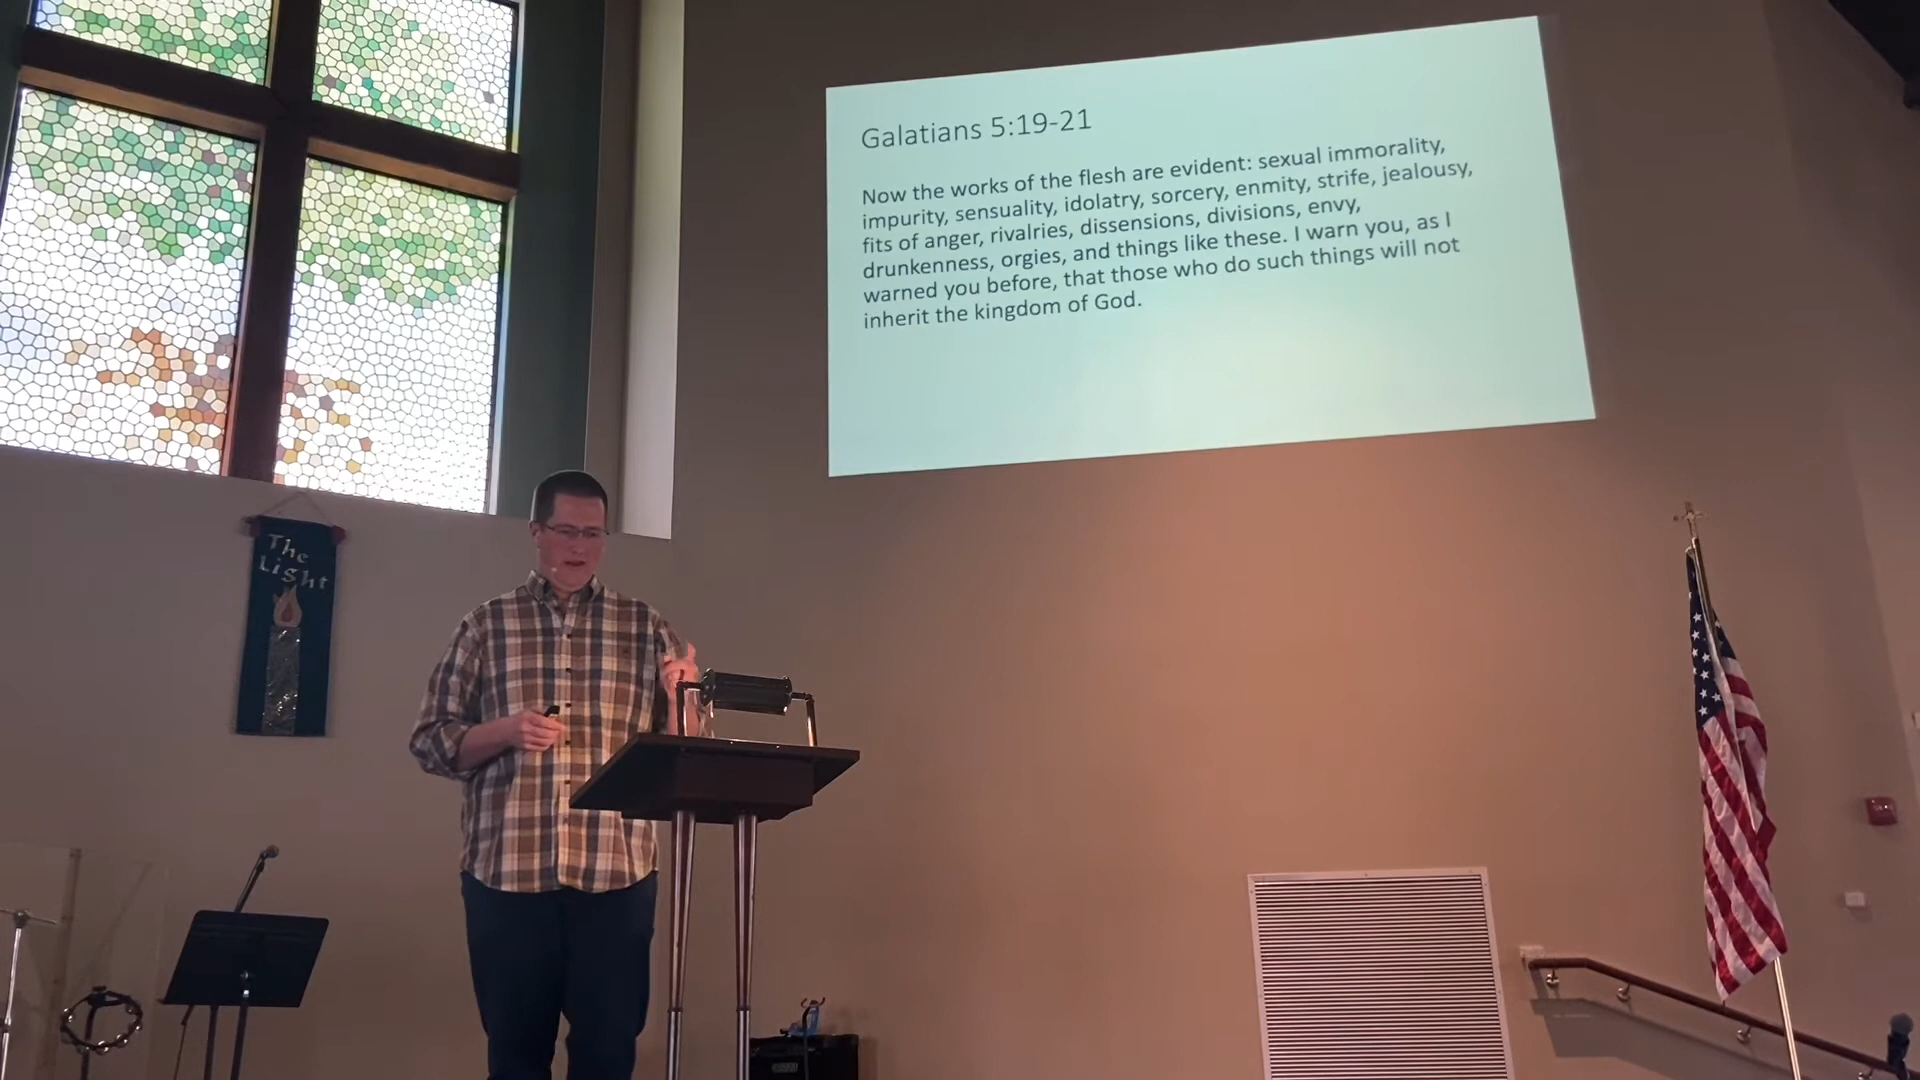 Galatians 5:19-21
Now the works of the flesh are evident: sexual immorality,
impurity, sensuality, idolatry, sorcery, enmity, strife, jealousy,
fits of anger, rivalries, dissensions, divisions, envy,
drunkenness, orgies, and things like these. I warn you, as I
warned you before, that those who do such things will not
inherit the kingdom of God.
The
Light